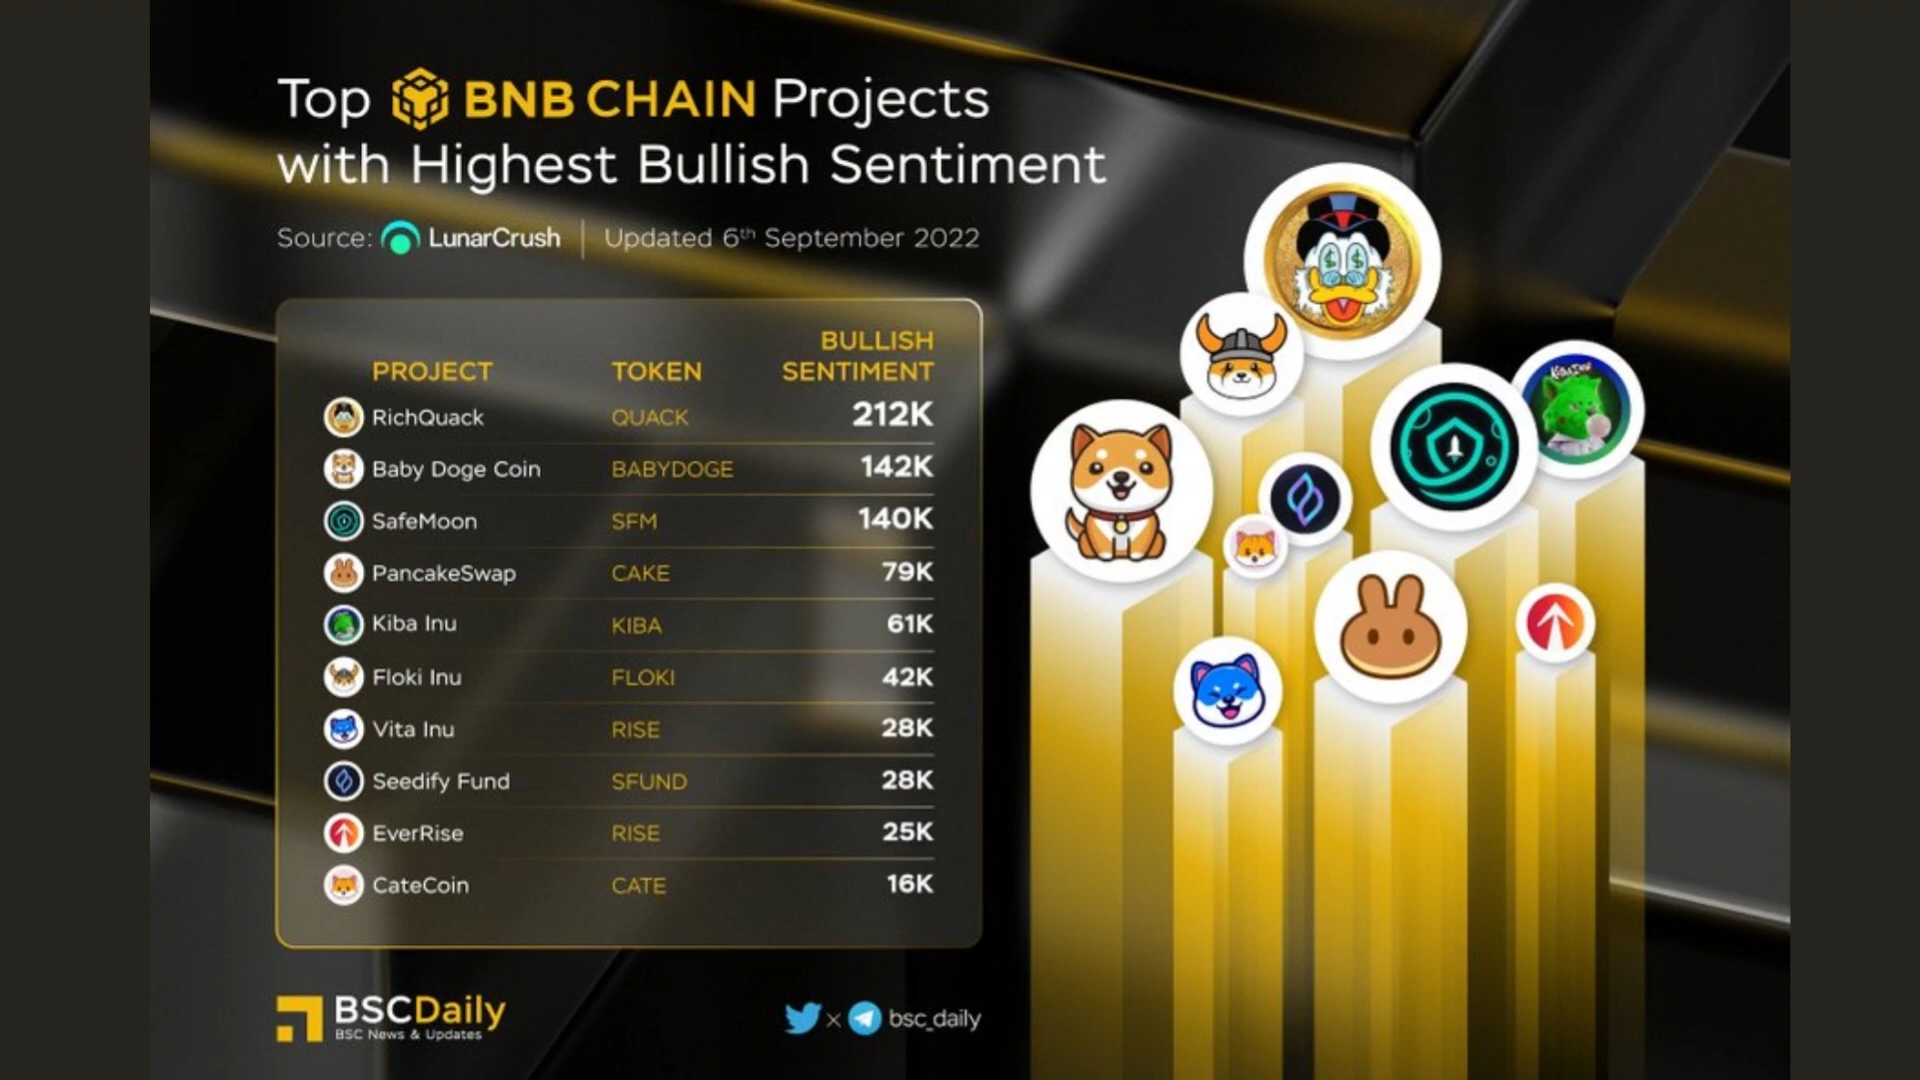 Top BNB CHAIN Projects
with Highest Bullish Sentiment
Source: LunarCrush | Updated 6th September 2022
PROJECT TOKEN BULLISH SENTIMENT
RichQuack QUACK 212K
Baby Doge Coin BABYDOGE 142K
SafeMoon SFM 140K
PancakeSwap CAKE 79K
Kiba Inu KIBA 61K
Floki Inu FLOKI 42K
Vita Inu RISE 28K
Seedify Fund SFUND 28K
EverRise RISE 25K
CateCoin CATE 16K
BSCDaily
BSC News & Updates
x bsc_daily